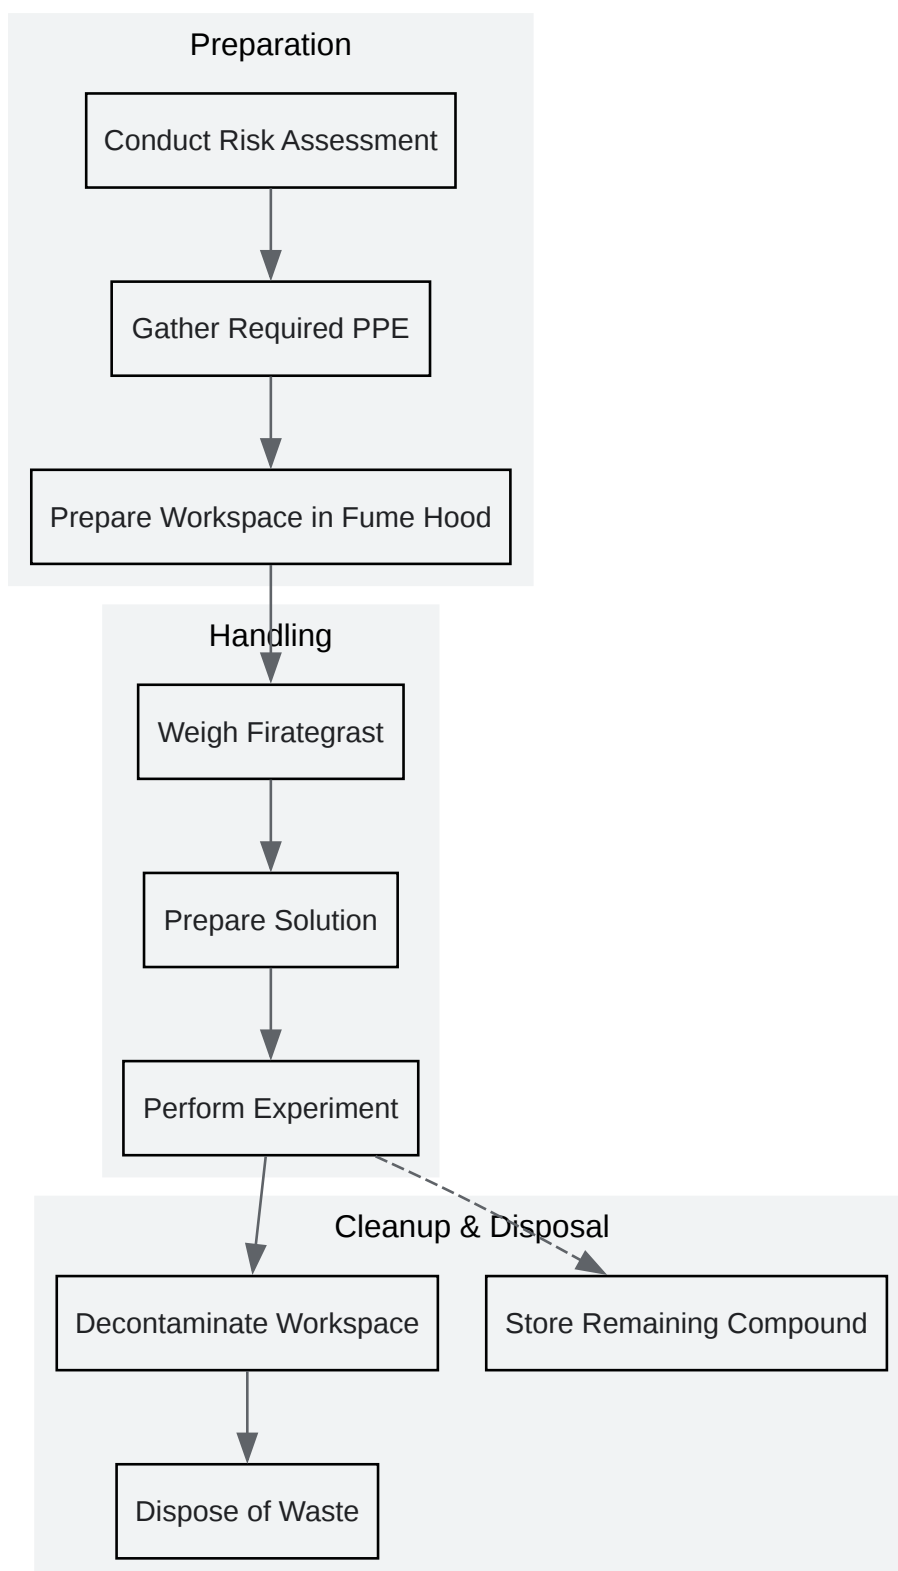 Preparation
Conduct Risk Assessment
Gather Required PPE
Prepare Workspace in Fume Hood
Handling
Weigh Firategrast
Prepare Solution
Perform Experiment
Cleanup & Disposal
Decontaminate Workspace
Store Remaining Compound
Dispose of Waste